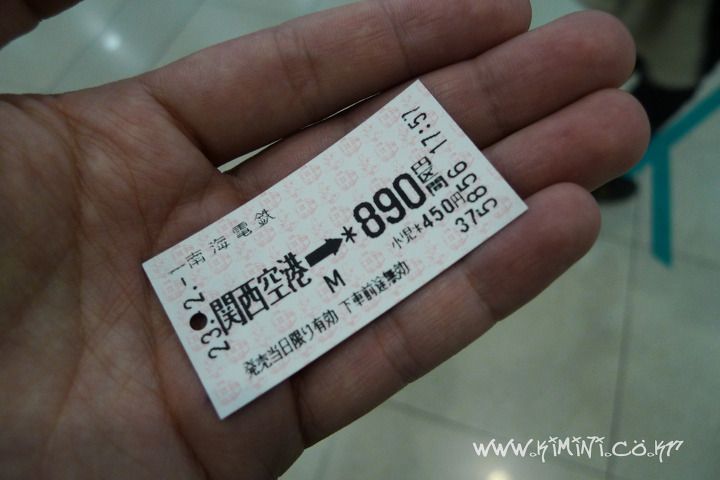 南海電鉄
関西空港➡*890円区間
M 小児*450円
発売当日限り有効 下車前途無効
23.-2.-1 17:57
375856
www.kimini.co.kr